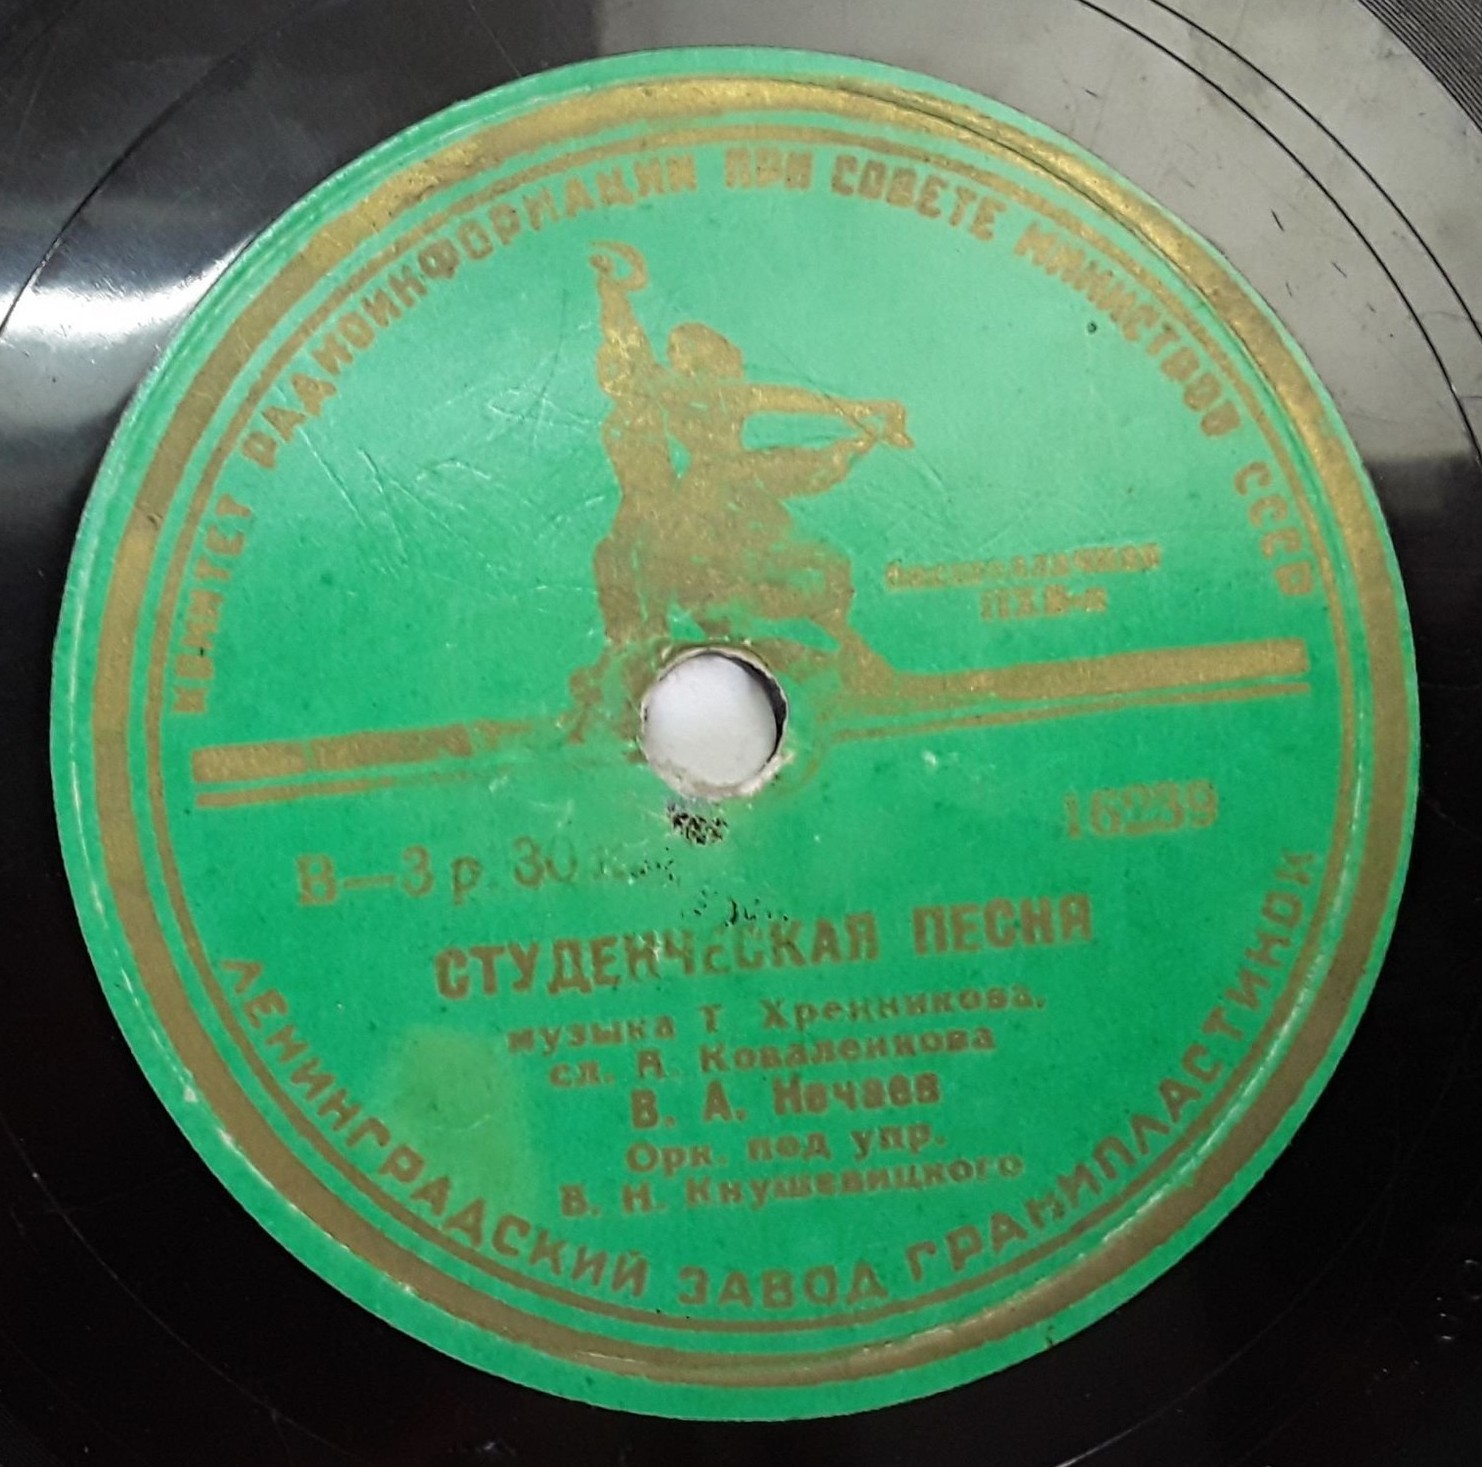 КОМИТЕТ РАДИОИНФОРМАЦИИ ПРИ СОВЕТЕ МИНИСТРОВ СССР
16239
В—3 р. 30 к.
СТУДЕНЧЕСКАЯ ПЕСНЯ
музыка Т. Хренникова,
сл. А. Коваленкова
В. А. Нечаев
Орк. под упр.
В. Н. Кнушевицкого
ЛЕНИНГРАДСКИЙ ЗАВОД ГРАМПЛАСТИНОК